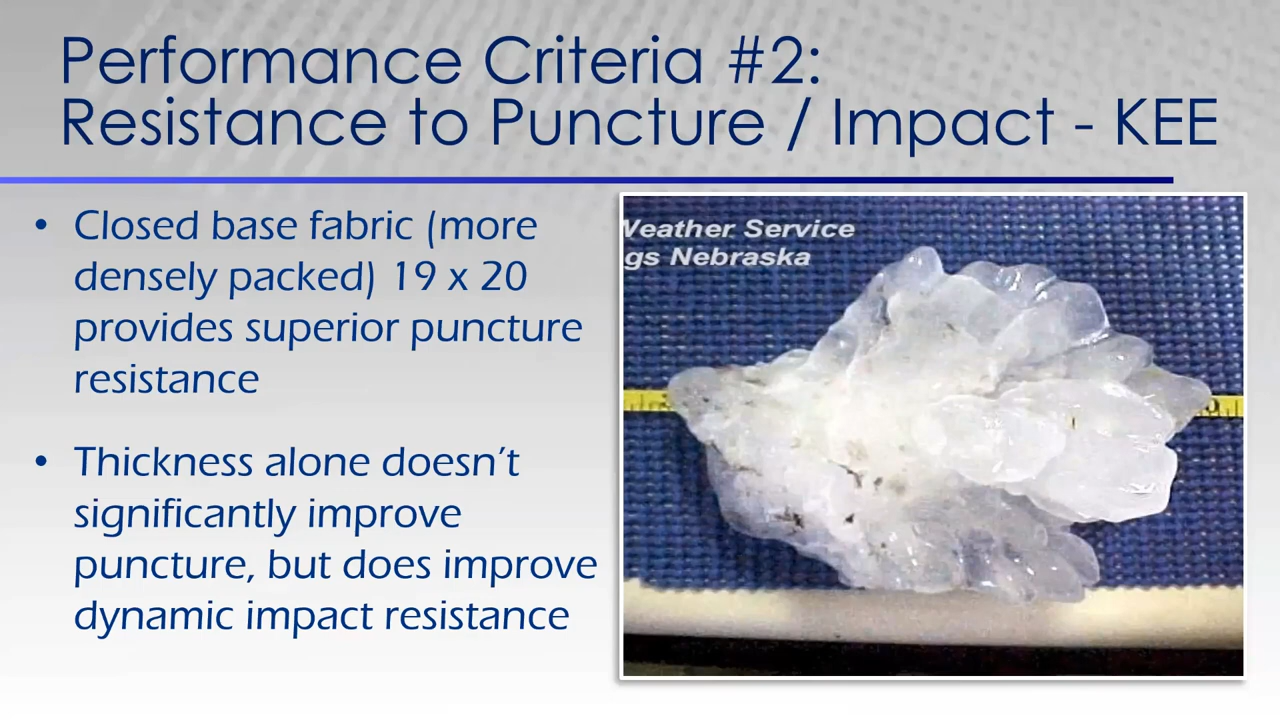 Performance Criteria #2:
Resistance to Puncture / Impact - KEE
• Closed base fabric (more
densely packed) 19 x 20
provides superior puncture
resistance
• Thickness alone doesn’t
significantly improve
puncture, but does improve
dynamic impact resistance
Weather Service
gs Nebraska